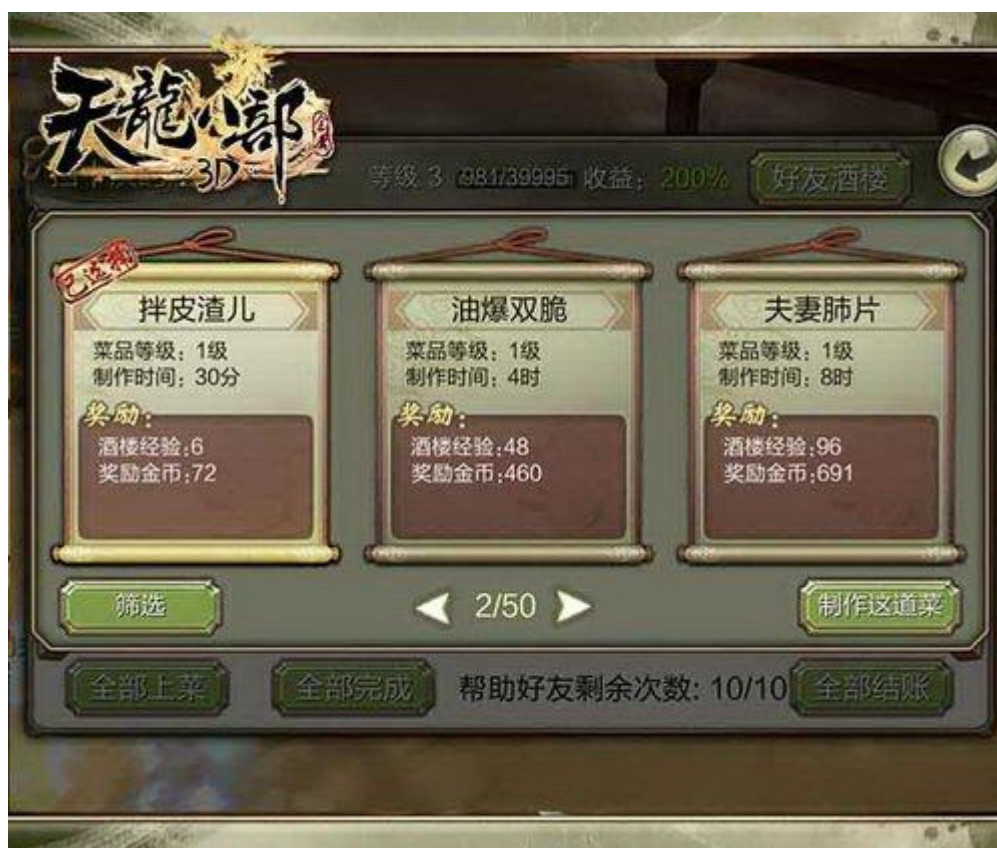 天龍八部
3D
等级 3 981/39995 收益：200% 好友酒楼
已选择
拌皮渣儿
菜品等级：1级
制作时间：30分
奖励：
酒楼经验:6
奖励金币:72
油爆双脆
菜品等级：1级
制作时间：4时
奖励：
酒楼经验:48
奖励金币:460
夫妻肺片
菜品等级：1级
制作时间：8时
奖励：
酒楼经验:96
奖励金币:691
筛选
2/50
制作这道菜
全部上菜
全部完成
帮助好友剩余次数: 10/10
全部结账